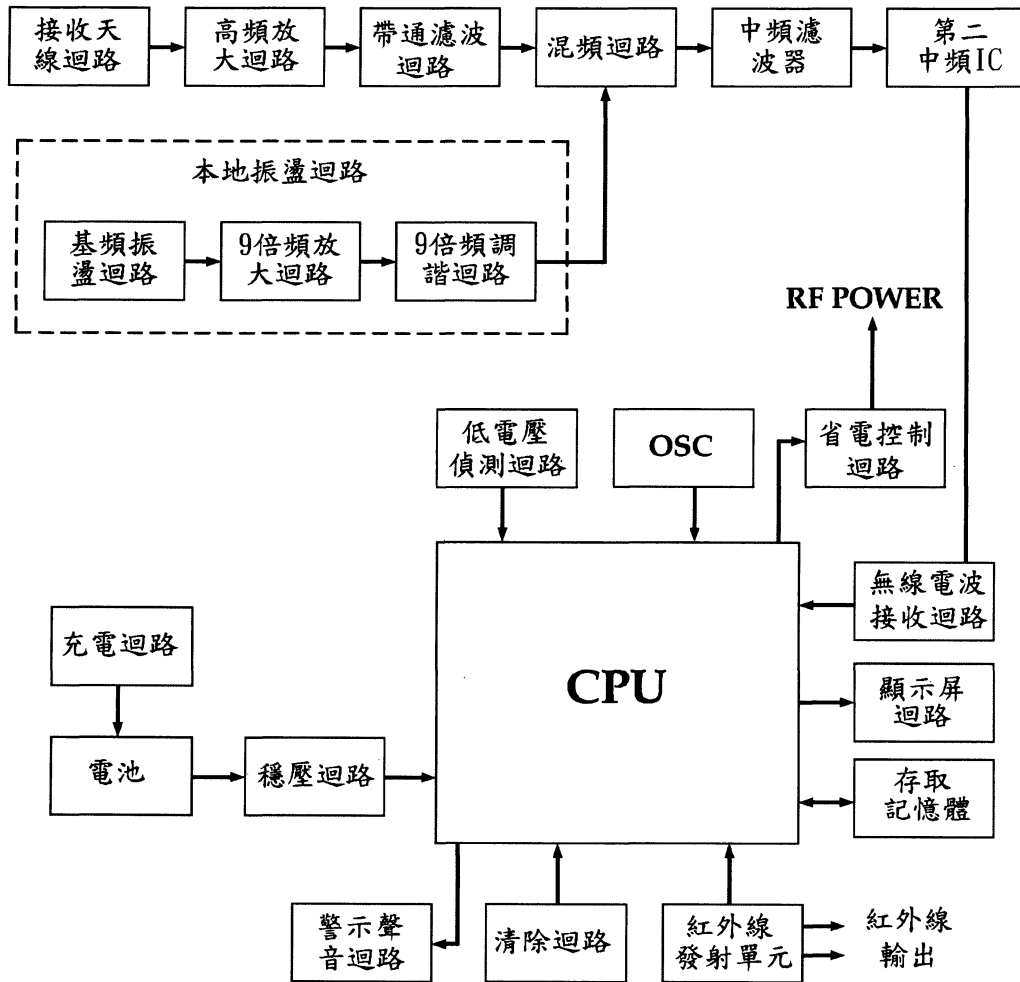 接收天
線迴路
高頻放
大迴路
帶通濾波
迴路
混頻迴路
中頻濾
波器
第二
中頻IC
本地振盪迴路
基頻振
盪迴路
9倍頻放
大迴路
9倍頻調
諧迴路
RF POWER
低電壓
偵測迴路
OSC
省電控制
迴路
無線電波
接收迴路
充電迴路
CPU
顯示屏
迴路
電池
穩壓迴路
存取
記憶體
警示聲
音迴路
清除迴路
紅外線
發射單元
紅外線
輸出